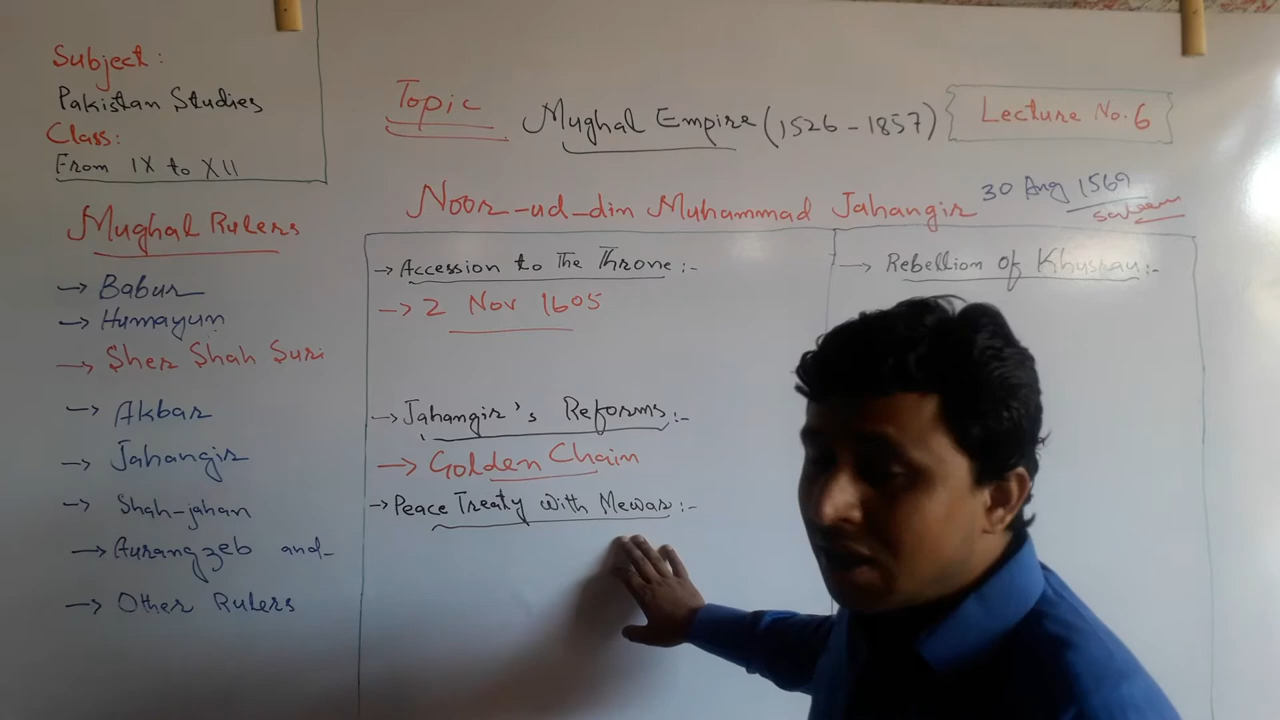 Subject:
Pakistan Studies
Class:
From IX to XII
Topic
Mughal Empire (1526-1857)
Lecture No. 6
Noor-ud-din Muhammad Jahangir
30 Aug 1569
saleem
Mughal Rulers
→ Babur
→ Humayun
→ Sher Shah Suri
→ Akbar
→ Jahangir
→ Shah-jahan
→ Aurangzeb and-
→ Other Rulers
→ Accession to The Throne:-
→ 2 Nov 1605
→ Jahangir's Reforms:-
→ Golden Chain
→ Peace Treaty with Mewar:-
→ Rebellion of Khusrau:-